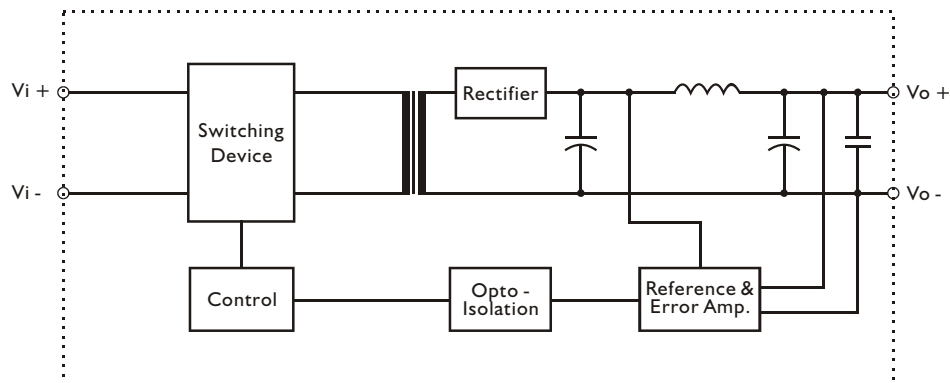 Vi +
Switching
Device
Rectifier
Vo +
Vi -
Vo -
Control
Opto -
Isolation
Reference &
Error Amp.